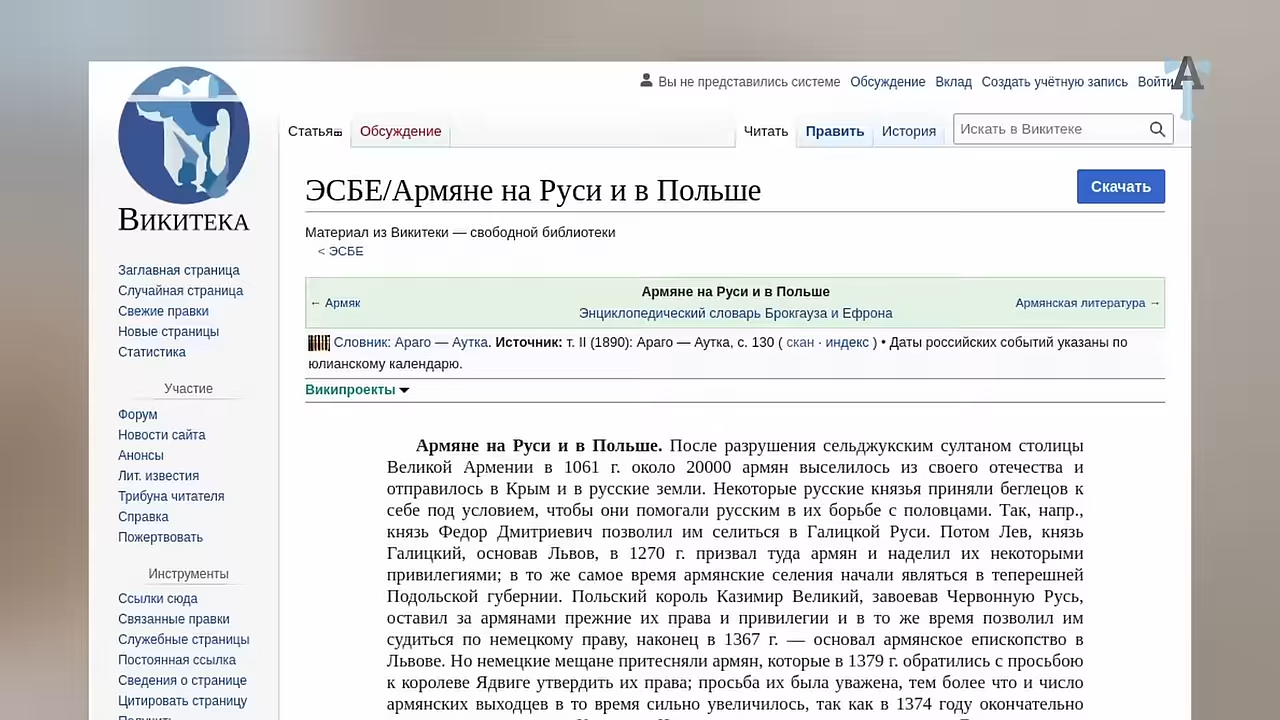 Вы не представились системе Обсуждение Вклад Создать учётную запись Войти
A T
Статья Обсуждение Читать Править История Искать в Викитеке
ВИКИТЕКА
ЭСБЕ/Армяне на Руси и в Польше
Скачать
Материал из Викитеки — свободной библиотеки
< ЭСБЕ
← Армяк
Армяне на Руси и в Польше
Энциклопедический словарь Брокгауза и Ефрона
Армянская литература →
Словник: Араго — Аутка. Источник: т. II (1890): Араго — Аутка, с. 130 ( скан · индекс ) • Даты российских событий указаны по
юлианскому календарю.
Википроекты
Заглавная страница
Случайная страница
Свежие правки
Новые страницы
Статистика
Участие
Форум
Новости сайта
Анонсы
Лит. известия
Трибуна читателя
Справка
Пожертвовать
Инструменты
Ссылки сюда
Связанные правки
Служебные страницы
Постоянная ссылка
Сведения о странице
Цитировать страницу
Армяне на Руси и в Польше. После разрушения сельджукским султаном столицы
Великой Армении в 1061 г. около 20000 армян выселилось из своего отечества и
отправилось в Крым и в русские земли. Некоторые русские князья приняли беглецов к
себе под условием, чтобы они помогали русским в их борьбе с половцами. Так, напр.,
князь Федор Дмитриевич позволил им селиться в Галицкой Руси. Потом Лев, князь
Галицкий, основав Львов, в 1270 г. призвал туда армян и наделил их некоторыми
привилегиями; в то же самое время армянские селения начали являться в теперешней
Подольской губернии. Польский король Казимир Великий, завоевав Червонную Русь,
оставил за армянами прежние их права и привилегии и в то же время позволил им
судиться по немецкому праву, наконец в 1367 г. — основал армянское епископство в
Львове. Но немецкие мещане притесняли армян, которые в 1379 г. обратились с просьбою
к королеве Ядвиге утвердить их права; просьба их была уважена, тем более что и число
армянских выходцев в то время сильно увеличилось, так как в 1374 году окончательно